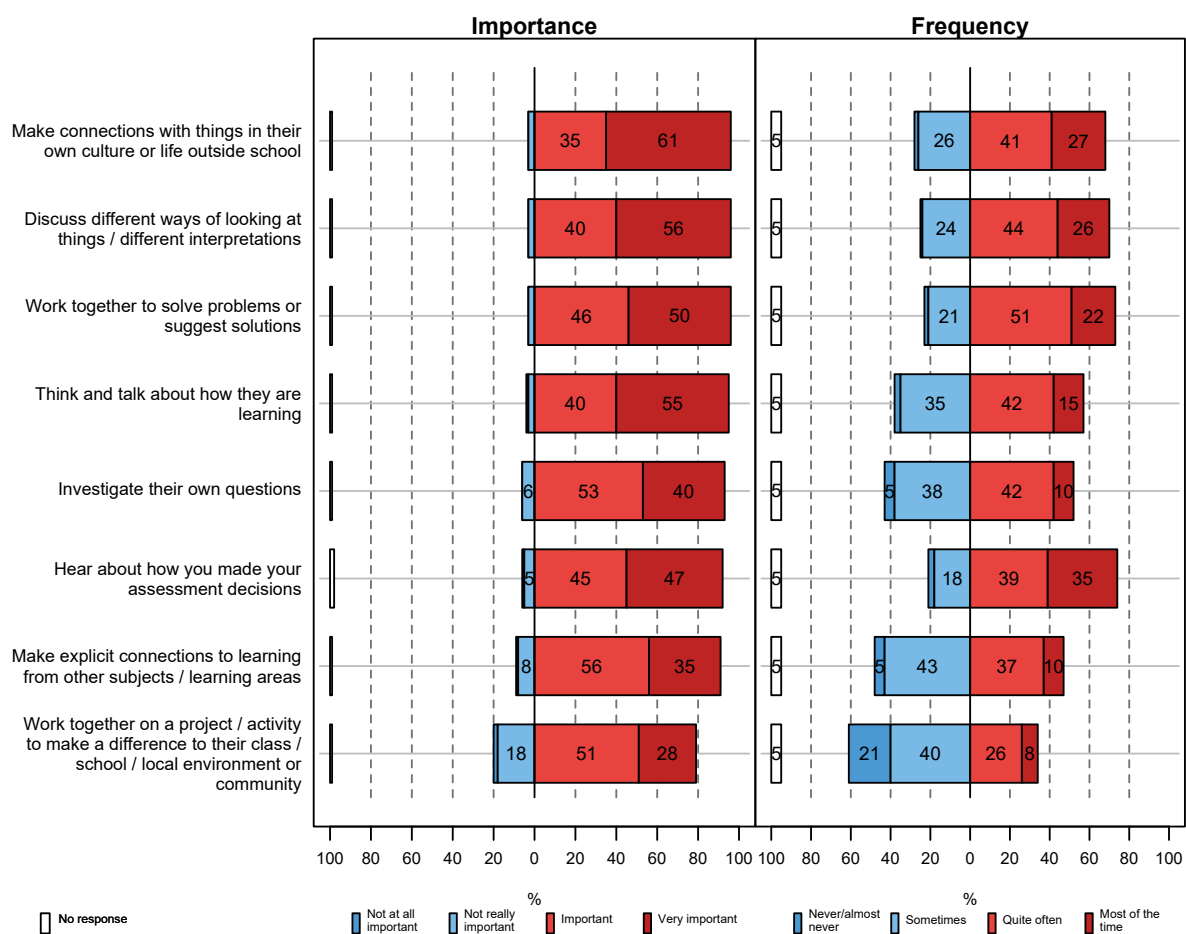 Importance
Frequency
Make connections with things in their
own culture or life outside school
35 61
5 26 41 27
Discuss different ways of looking at
things / different interpretations
40 56
5 24 44 26
Work together to solve problems or
suggest solutions
46 50
5 21 51 22
Think and talk about how they are
learning
40 55
5 35 42 15
Investigate their own questions
6 53 40
5 5 38 42 10
Hear about how you made your
assessment decisions
5 45 47
5 18 39 35
Make explicit connections to learning
from other subjects / learning areas
8 56 35
5 5 43 37 10
Work together on a project / activity
to make a difference to their class /
school / local environment or
community
18 51 28
5 21 40 26 8
100 80 60 40 20 0 20 40 60 80 100
100 80 60 40 20 0 20 40 60 80 100
%
%
No response
Not at all
important
Not really
important
Important
Very important
Never/almost
never
Sometimes
Quite often
Most of the
time